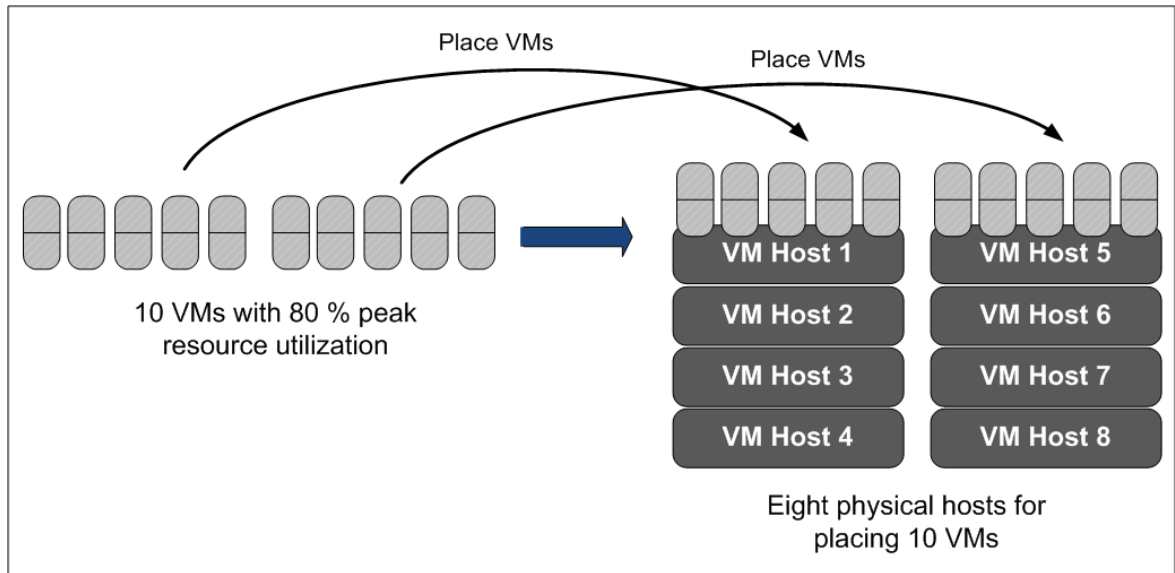 Place VMs
Place VMs
10 VMs with 80 % peak
resource utilization
VM Host 1
VM Host 2
VM Host 3
VM Host 4
VM Host 5
VM Host 6
VM Host 7
VM Host 8
Eight physical hosts for
placing 10 VMs